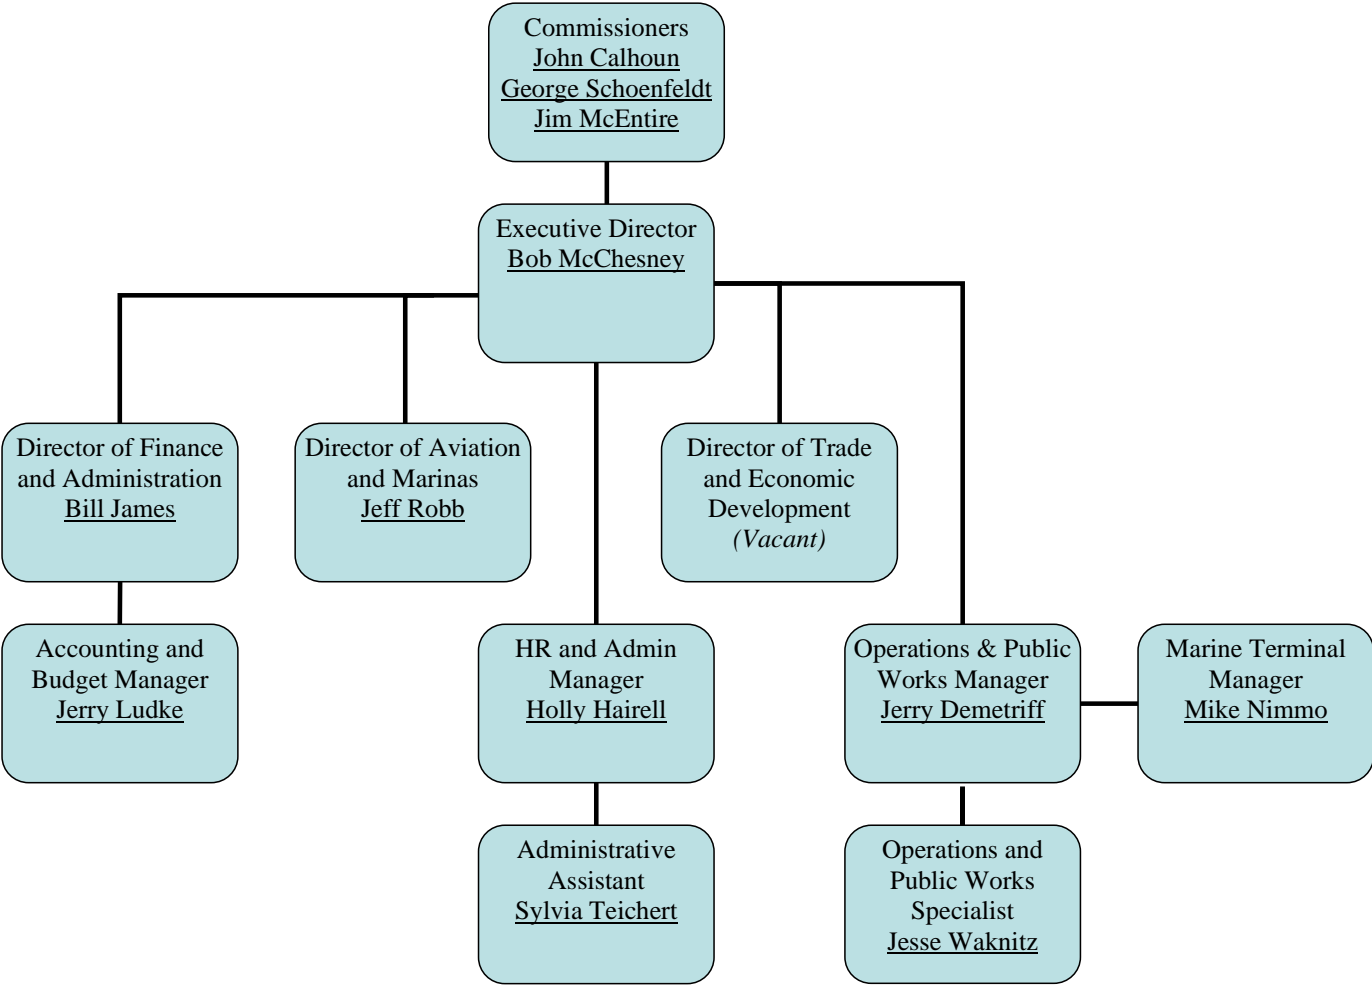 Commissioners
John Calhoun
George Schoenfeldt
Jim McEntire
Executive Director
Bob McChesney
Director of Finance
and Administration
Bill James
Director of Aviation
and Marinas
Jeff Robb
Director of Trade
and Economic
Development
(Vacant)
Accounting and
Budget Manager
Jerry Ludke
HR and Admin
Manager
Holly Hairell
Operations & Public
Works Manager
Jerry Demetriff
Marine Terminal
Manager
Mike Nimmo
Administrative
Assistant
Sylvia Teichert
Operations and
Public Works
Specialist
Jesse Waknitz